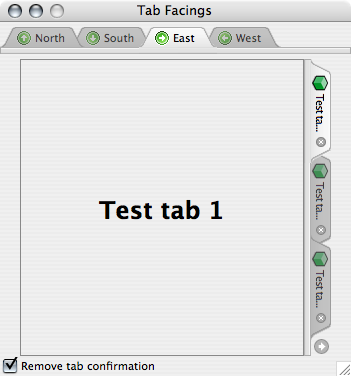 Tab Facings
North South East West
Test ta...
Test ta...
Test ta...
Test tab 1
Remove tab confirmation